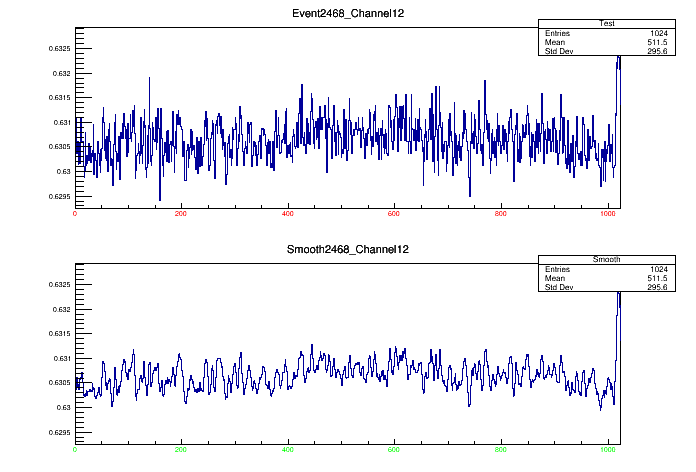 Event2468_Channel12
Test
Entries 1024
Mean 511.5
Std Dev 295.6
0.6325
0.632
0.6315
0.631
0.6305
0.63
0.6295
0 200 400 600 800 1000
Smooth2468_Channel12
Smooth
Entries 1024
Mean 511.5
Std Dev 295.6
0.6325
0.632
0.6315
0.631
0.6305
0.63
0.6295
0 200 400 600 800 1000